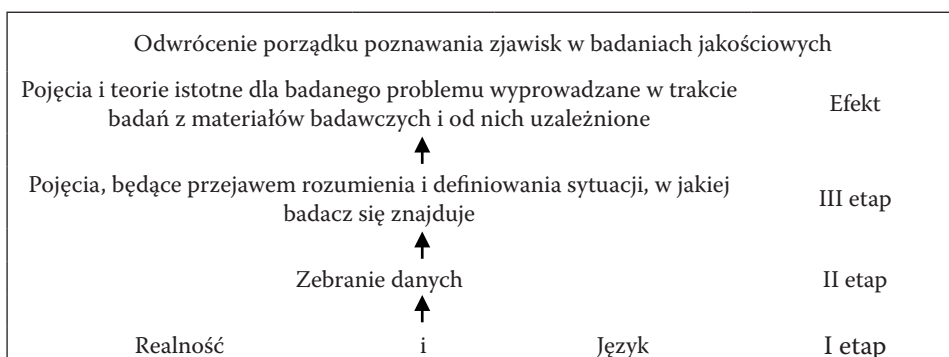 Odwrócenie porządku poznawania zjawisk w badaniach jakościowych
Pojęcia i teorie istotne dla badanego problemu wyprowadzane w trakcie
badań z materiałów badawczych i od nich uzależnione
Efekt
Pojęcia, będące przejawem rozumienia i definiowania sytuacji, w jakiej
badacz się znajduje
III etap
Zebranie danych
II etap
Realność i Język
I etap